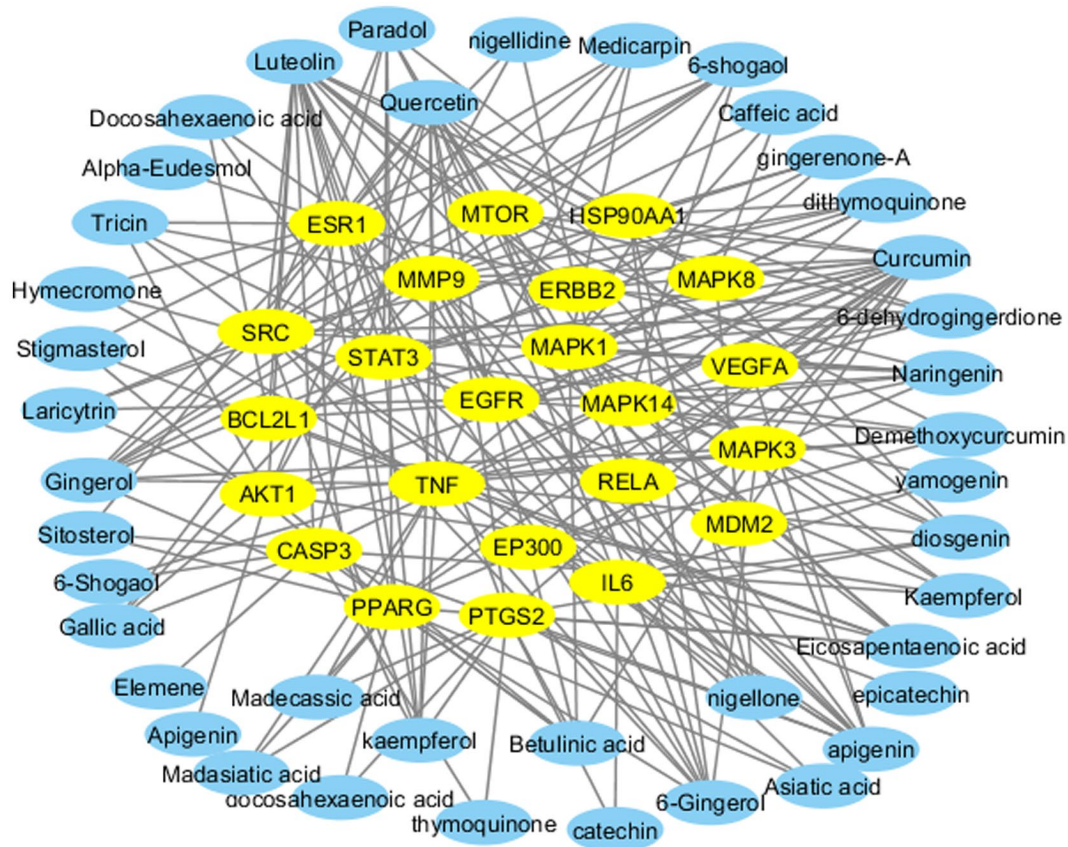 Paradol
nigellidine
Medicarpin
Luteolin
6-shogaol
Quercetin
Caffeic acid
Docosahexaenoic acid
gingerenone-A
Alpha-Eudesmol
dithymoquinone
Tricin
ESR1
MTOR
HSP90AA1
Curcumin
MMP9
ERBB2
MAPK8
Hymecromone
6-dehydrogingerdione
SRC
STAT3
MAPK1
VEGFA
Stigmasterol
Naringenin
EGFR
MAPK14
Laricytrin
BCL2L1
Demethoxycurcumin
MAPK3
Gingerol
AKT1
TNF
RELA
yamogenin
MDM2
Sitosterol
CASP3
EP300
diosgenin
6-Shogaol
IL6
Kaempferol
Gallic acid
PPARG
PTGS2
Eicosapentaenoic acid
Elemene
Madecassic acid
nigellone
epicatechin
Apigenin
kaempferol
Betulinic acid
apigenin
Madasiatic acid
Asiatic acid
docosahexaenoic acid
6-Gingerol
thymoquinone
catechin